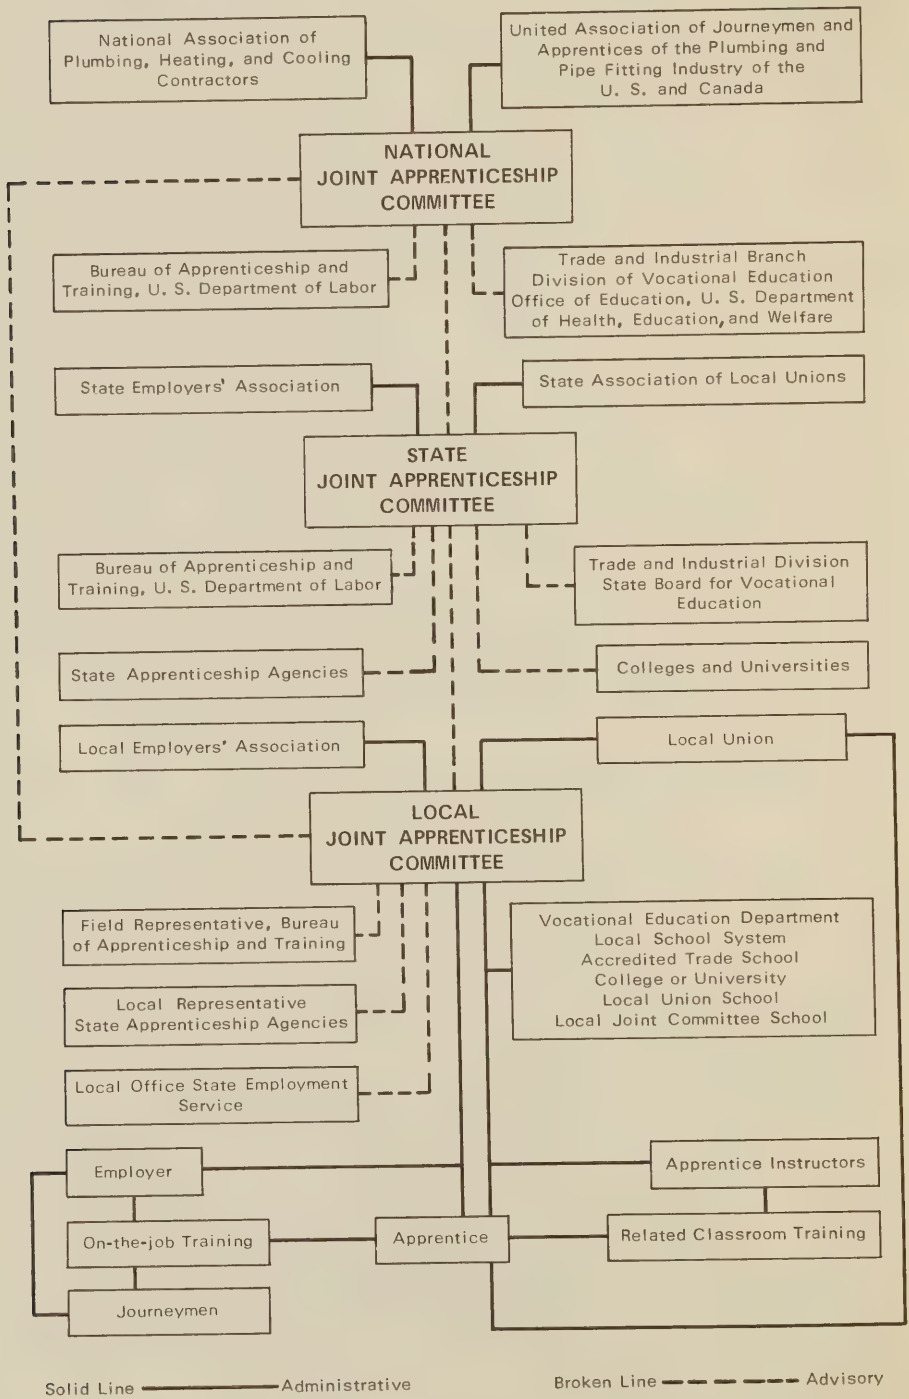 National Association of
Plumbing, Heating, and Cooling
Contractors
United Association of Journeymen and
Apprentices of the Plumbing and
Pipe Fitting Industry of the
U. S. and Canada
NATIONAL
JOINT APPRENTICESHIP
COMMITTEE
Bureau of Apprenticeship and
Training, U. S. Department of Labor
Trade and Industrial Branch
Division of Vocational Education
Office of Education, U. S. Department
of Health, Education, and Welfare
State Employers' Association
State Association of Local Unions
STATE
JOINT APPRENTICESHIP
COMMITTEE
Bureau of Apprenticeship and
Training, U. S. Department of Labor
Trade and Industrial Division
State Board for Vocational
Education
State Apprenticeship Agencies
Colleges and Universities
Local Employers' Association
Local Union
LOCAL
JOINT APPRENTICESHIP
COMMITTEE
Field Representative, Bureau
of Apprenticeship and Training
Vocational Education Department
Local School System
Accredited Trade School
College or University
Local Union School
Local Joint Committee School
Local Representative
State Apprenticeship Agencies
Local Office State Employment
Service
Employer
Apprentice Instructors
On-the-job Training
Apprentice
Related Classroom Training
Journeymen
Solid Line Administrative
Broken Line Advisory